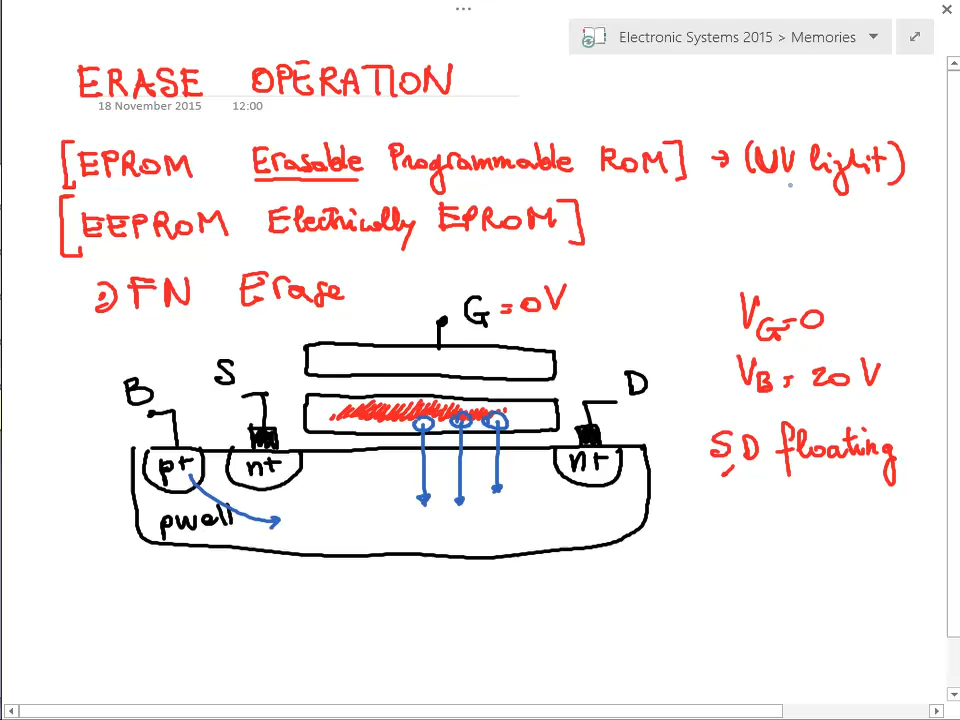 Electronic Systems 2015 > Memories
ERASE OPERATION
18 November 2015 12:00
[EPROM Erasable Programmable ROM] → (UV light)
[EEPROM Electrically EPROM]
FN Erase
G = 0V
VG = 0
S
VB = 20 V
B
D
S, D floating
p+ n+ n+
pwell